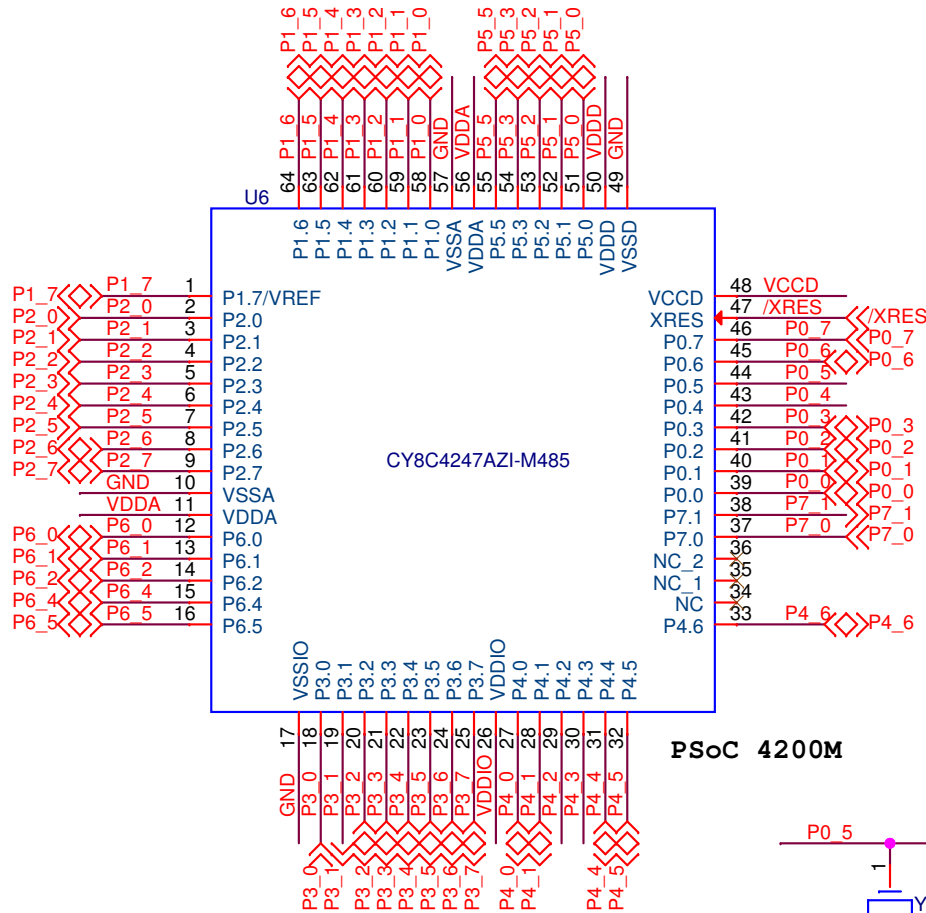 P1_6 P1_5 P1_4 P1_3 P1_2 P1_1 P1_0 P5_5 P5_3 P5_2 P5_1 P5_0
P1_6 P1_5 P1_4 P1_3 P1_2 P1_1 P1_0 GND VDDA P5_5 P5_3 P5_2 P5_1 P5_0 VDDD GND
64 63 62 61 60 59 58 57 56 55 54 53 52 51 50 49
U6
P1.6 P1.5 P1.4 P1.3 P1.2 P1.1 P1.0 VSSA VDDA P5.5 P5.3 P5.2 P5.1 P5.0 VDDD VSSD
P1_7 P1_7 1 P1.7/VREF VCCD 48 VCCD
P2_0 P2_0 2 P2.0 XRES 47 /XRES /XRES
P2_1 P2_1 3 P2.1 P0.7 46 P0_7 P0_7
P2_2 P2_2 4 P2.2 P0.6 45 P0_6 P0_6
P2_3 P2_3 5 P2.3 P0.5 44 P0_5
P2_4 P2_4 6 P2.4 P0.4 43 P0_4
P2_5 P2_5 7 P2.5 P0.3 42 P0_3 P0_3
P2_6 P2_6 8 P2.6 P0.2 41 P0_2 P0_2
P2_7 P2_7 9 P2.7 CY8C4247AZI-M485 P0.1 40 P0_1 P0_1
GND 10 VSSA P0.0 39 P0_0 P0_0
VDDA 11 VDDA P7.1 38 P7_1 P7_1
P6_0 P6_0 12 P6.0 P7.0 37 P7_0 P7_0
P6_1 P6_1 13 P6.1 NC_2 36
P6_2 P6_2 14 P6.2 NC_1 35
P6_4 P6_4 15 P6.4 NC 34
P6_5 P6_5 16 P6.5 P4.6 33 P4_6 P4_6
VSSIO P3.0 P3.1 P3.2 P3.3 P3.4 P3.5 P3.6 P3.7 VDDIO P4.0 P4.1 P4.2 P4.3 P4.4 P4.5
17 18 19 20 21 22 23 24 25 26 27 28 29 30 31 32
PSoC 4200M
GND P3_0 P3_1 P3_2 P3_3 P3_4 P3_5 P3_6 P3_7 VDDIO P4_0 P4_1 P4_2 P4_3 P4_4 P4_5
P3_0 P3_1 P3_2 P3_3 P3_4 P3_5 P3_6 P3_7 P4_0 P4_1 P4_4 P4_5
P0_5
1
Y